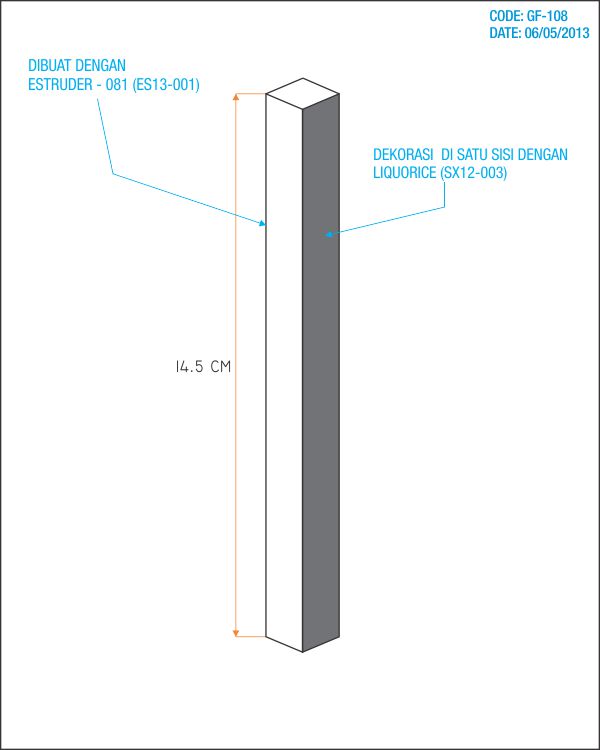 CODE: GF-108
DATE: 06/05/2013
DIBUAT DENGAN
ESTRUDER - 081 (ES13-001)
DEKORASI DI SATU SISI DENGAN
LIQUORICE (SX12-003)
14.5 CM